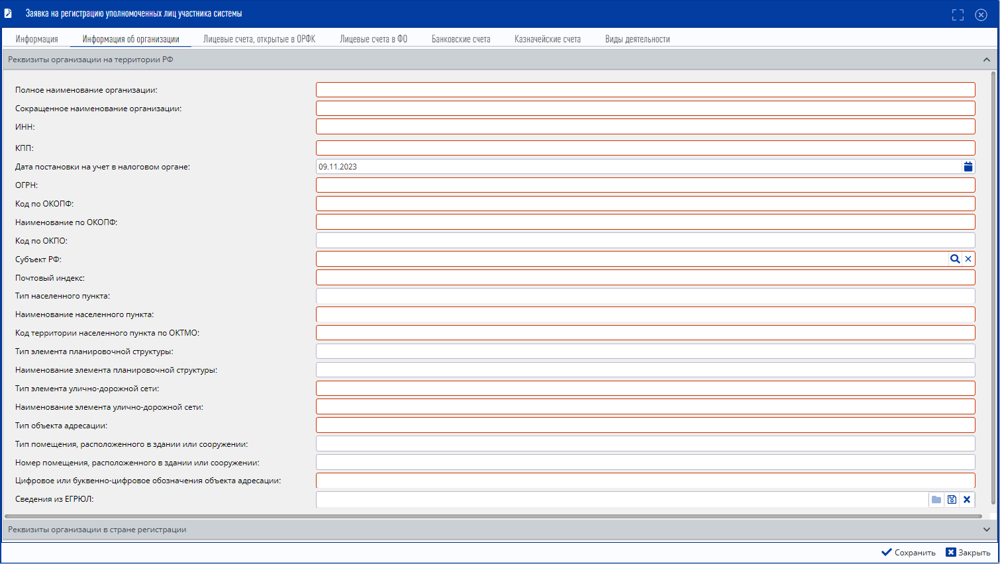 Заявка на регистрацию уполномоченных лиц участника системы
Информация Информация об организации Лицевые счета, открытые в ОРФК Лицевые счета в ФО Банковские счета Казначейские счета Виды деятельности
Реквизиты организации на территории РФ
Полное наименование организации:
Сокращенное наименование организации:
ИНН:
КПП:
Дата постановки на учет в налоговом органе: 09.11.2023
ОГРН:
Код по ОКОПФ:
Наименование по ОКОПФ:
Код по ОКПО:
Субъект РФ:
Почтовый индекс:
Тип населенного пункта:
Наименование населенного пункта:
Код территории населенного пункта по ОКТМО:
Тип элемента планировочной структуры:
Наименование элемента планировочной структуры:
Тип элемента улично-дорожной сети:
Наименование элемента улично-дорожной сети:
Тип объекта адресации:
Тип помещения, расположенного в здании или сооружении:
Номер помещения, расположенного в здании или сооружении:
Цифровое или буквенно-цифровое обозначения объекта адресации:
Сведения из ЕГРЮЛ:
Реквизиты организации в стране регистрации
Сохранить Закрыть